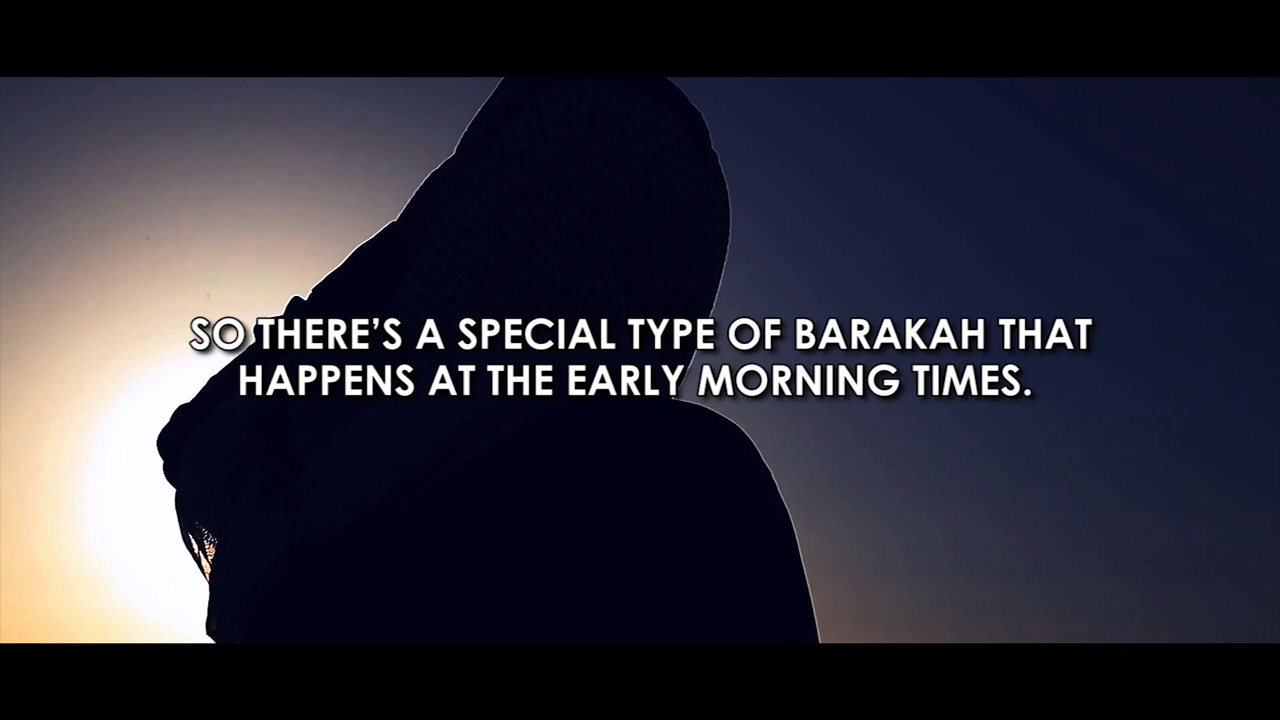 SO THERE'S A SPECIAL TYPE OF BARAKAH THAT
HAPPENS AT THE EARLY MORNING TIMES.